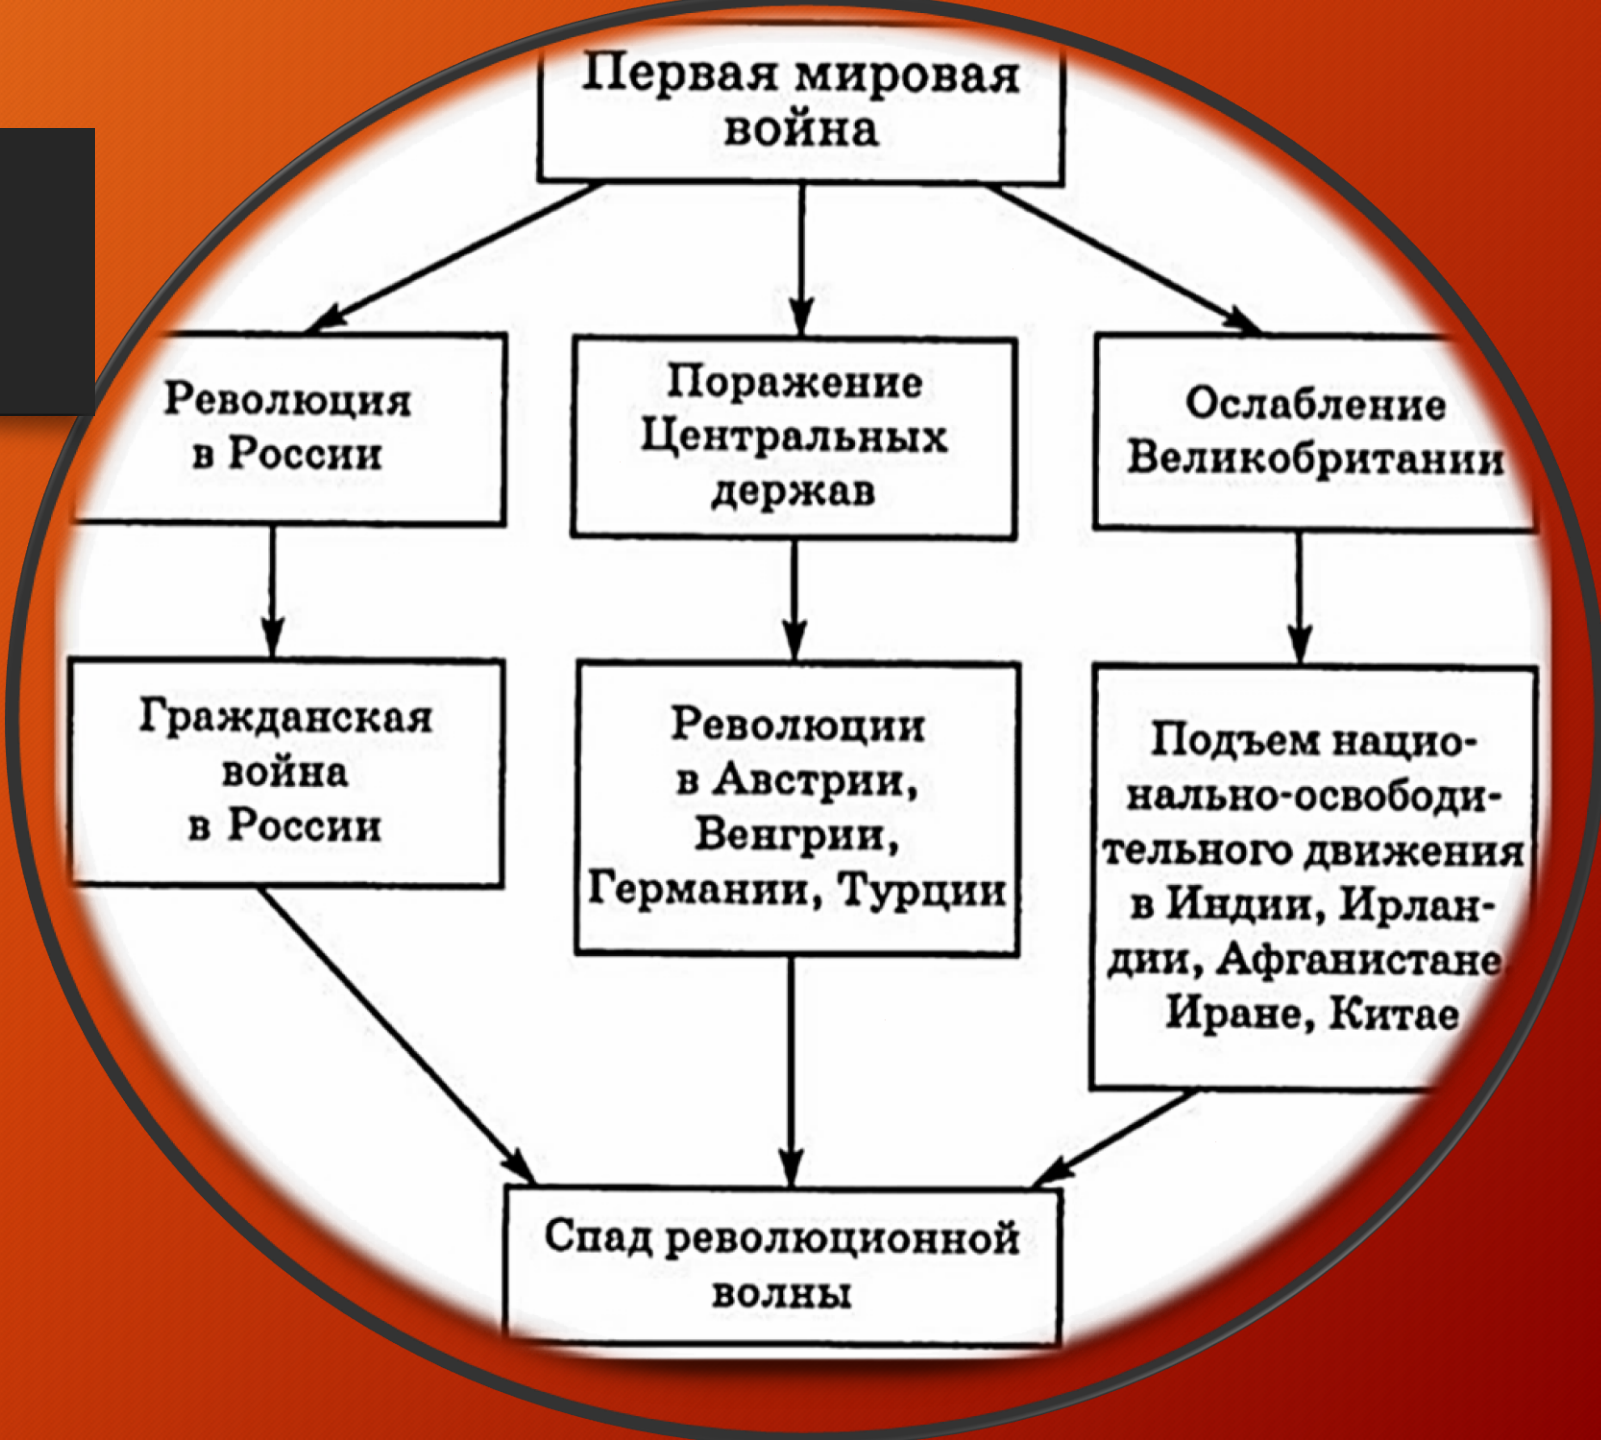 Первая мировая
война
Революция
в России
Поражение
Центральных
держав
Ослабление
Великобритании
Гражданская
война
в России
Революции
в Австрии,
Венгрии,
Германии, Турции
Подъем нацио-
нально-освободи-
тельного движения
в Индии, Ирлан-
дии, Афганистане,
Иране, Китае
Спад революционной
волны